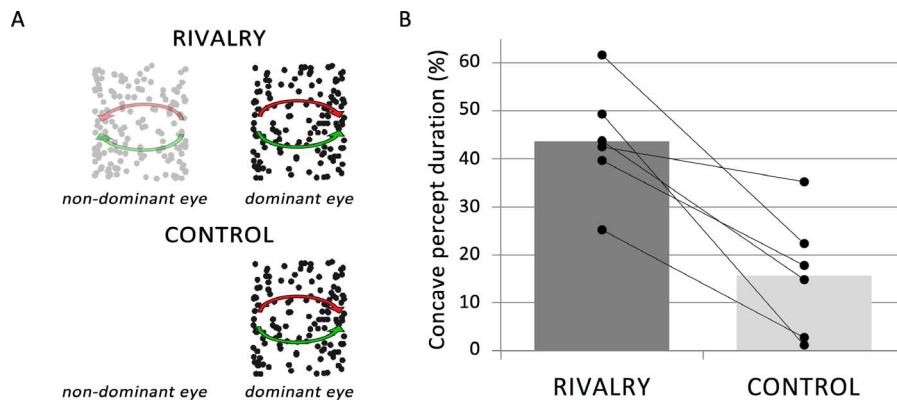 A
RIVALRY
non-dominant eye dominant eye
CONTROL
non-dominant eye dominant eye
B
Concave percept duration (%)
60
50
40
30
20
10
0
RIVALRY CONTROL